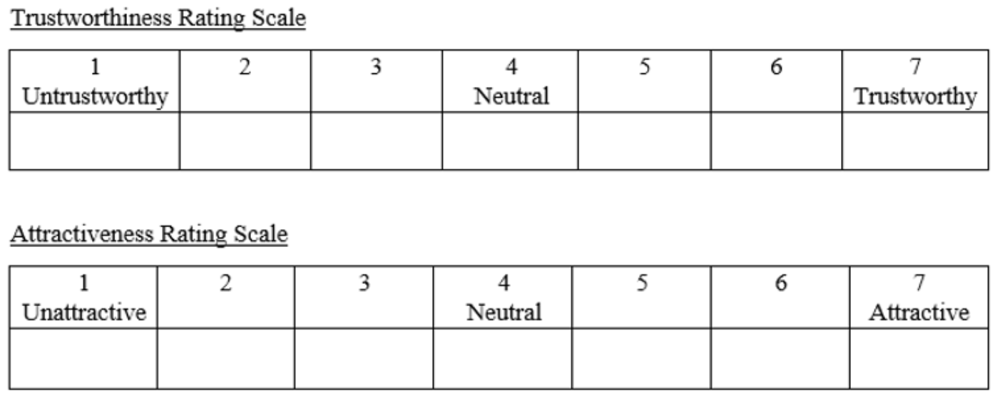 Trustworthiness Rating Scale
1 2 3 4 5 6 7
Untrustworthy Neutral Trustworthy
Attractiveness Rating Scale
1 2 3 4 5 6 7
Unattractive Neutral Attractive